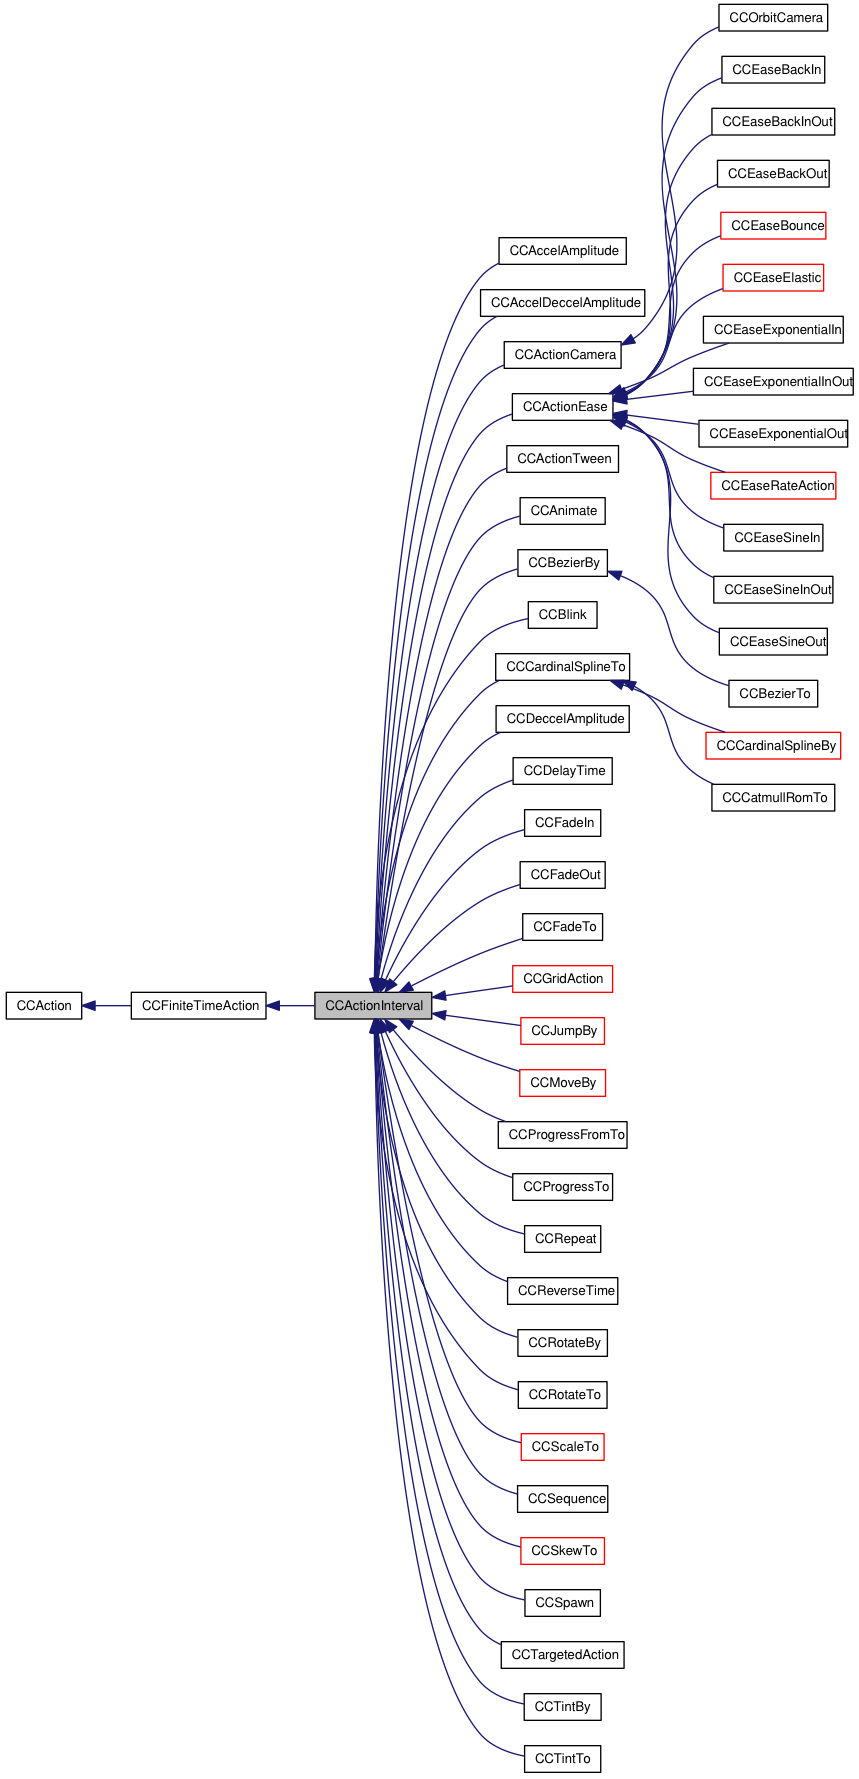 CCOrbitCamera
CCEaseBackIn
CCEaseBackInOut
CCEaseBackOut
CCEaseBounce
CCAccelAmplitude
CCEaseElastic
CCAccelDeccelAmplitude
CCEaseExponentialIn
CCActionCamera
CCEaseExponentialInOut
CCActionEase
CCEaseExponentialOut
CCActionTween
CCEaseRateAction
CCAnimate
CCEaseSineIn
CCBezierBy
CCEaseSineInOut
CCBlink
CCEaseSineOut
CCCardinalSplineTo
CCBezierTo
CCDeccelAmplitude
CCCardinalSplineBy
CCDelayTime
CCCatmullRomTo
CCFadeIn
CCFadeOut
CCFadeTo
CCGridAction
CCAction
CCFiniteTimeAction
CCActionInterval
CCJumpBy
CCMoveBy
CCProgressFromTo
CCProgressTo
CCRepeat
CCReverseTime
CCRotateBy
CCRotateTo
CCScaleTo
CCSequence
CCSkewTo
CCSpawn
CCTargetedAction
CCTintBy
CCTintTo